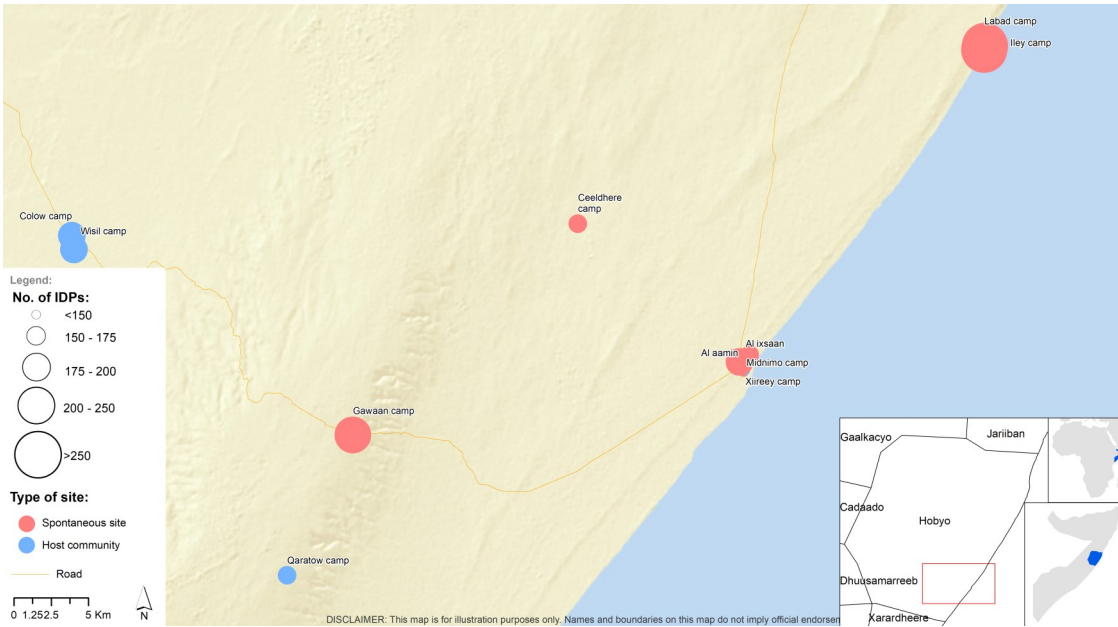 Labad camp
Iley camp
Ceeldhere
camp
Colow camp
Wisil camp
Al ixsaan
Al aamin
Midnimo camp
Xiireey camp
Gawaan camp
Qaratow camp
Legend:
No. of IDPs:
<150
150 - 175
175 - 200
200 - 250
>250
Type of site:
Spontaneous site
Host community
Road
0 1.252.5 5 Km
N
Gaalkacyo
Jariiban
Cadaado
Hobyo
Dhuusamarreeb
Xarardheere
DISCLAIMER: This map is for illustration purposes only. Names and boundaries on this map do not imply official endorsen